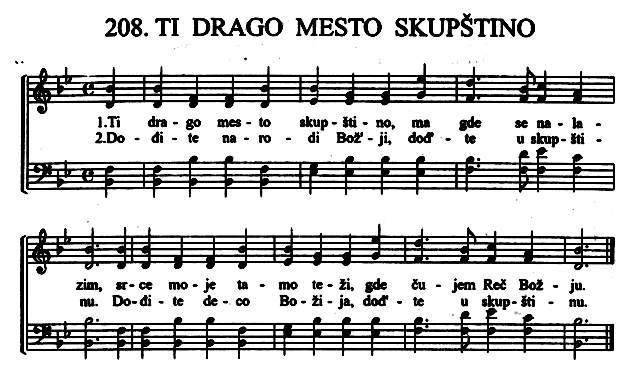 208. TI DRAGO MESTO SKUPŠTINO
1.Ti dra - go mes- to skup - šti - no, ma gde se na - la -
2.Do - đi - te na - ro - di Bož'- ji, dođ' - te u skup - šti -
zim, sr - ce mo - je ta - mo te - ži, gde ču - jem Reč Bož - ju.
nu. Do - đi - te de - co Bo - ži - ja, dođ' - te u skup - šti - nu.